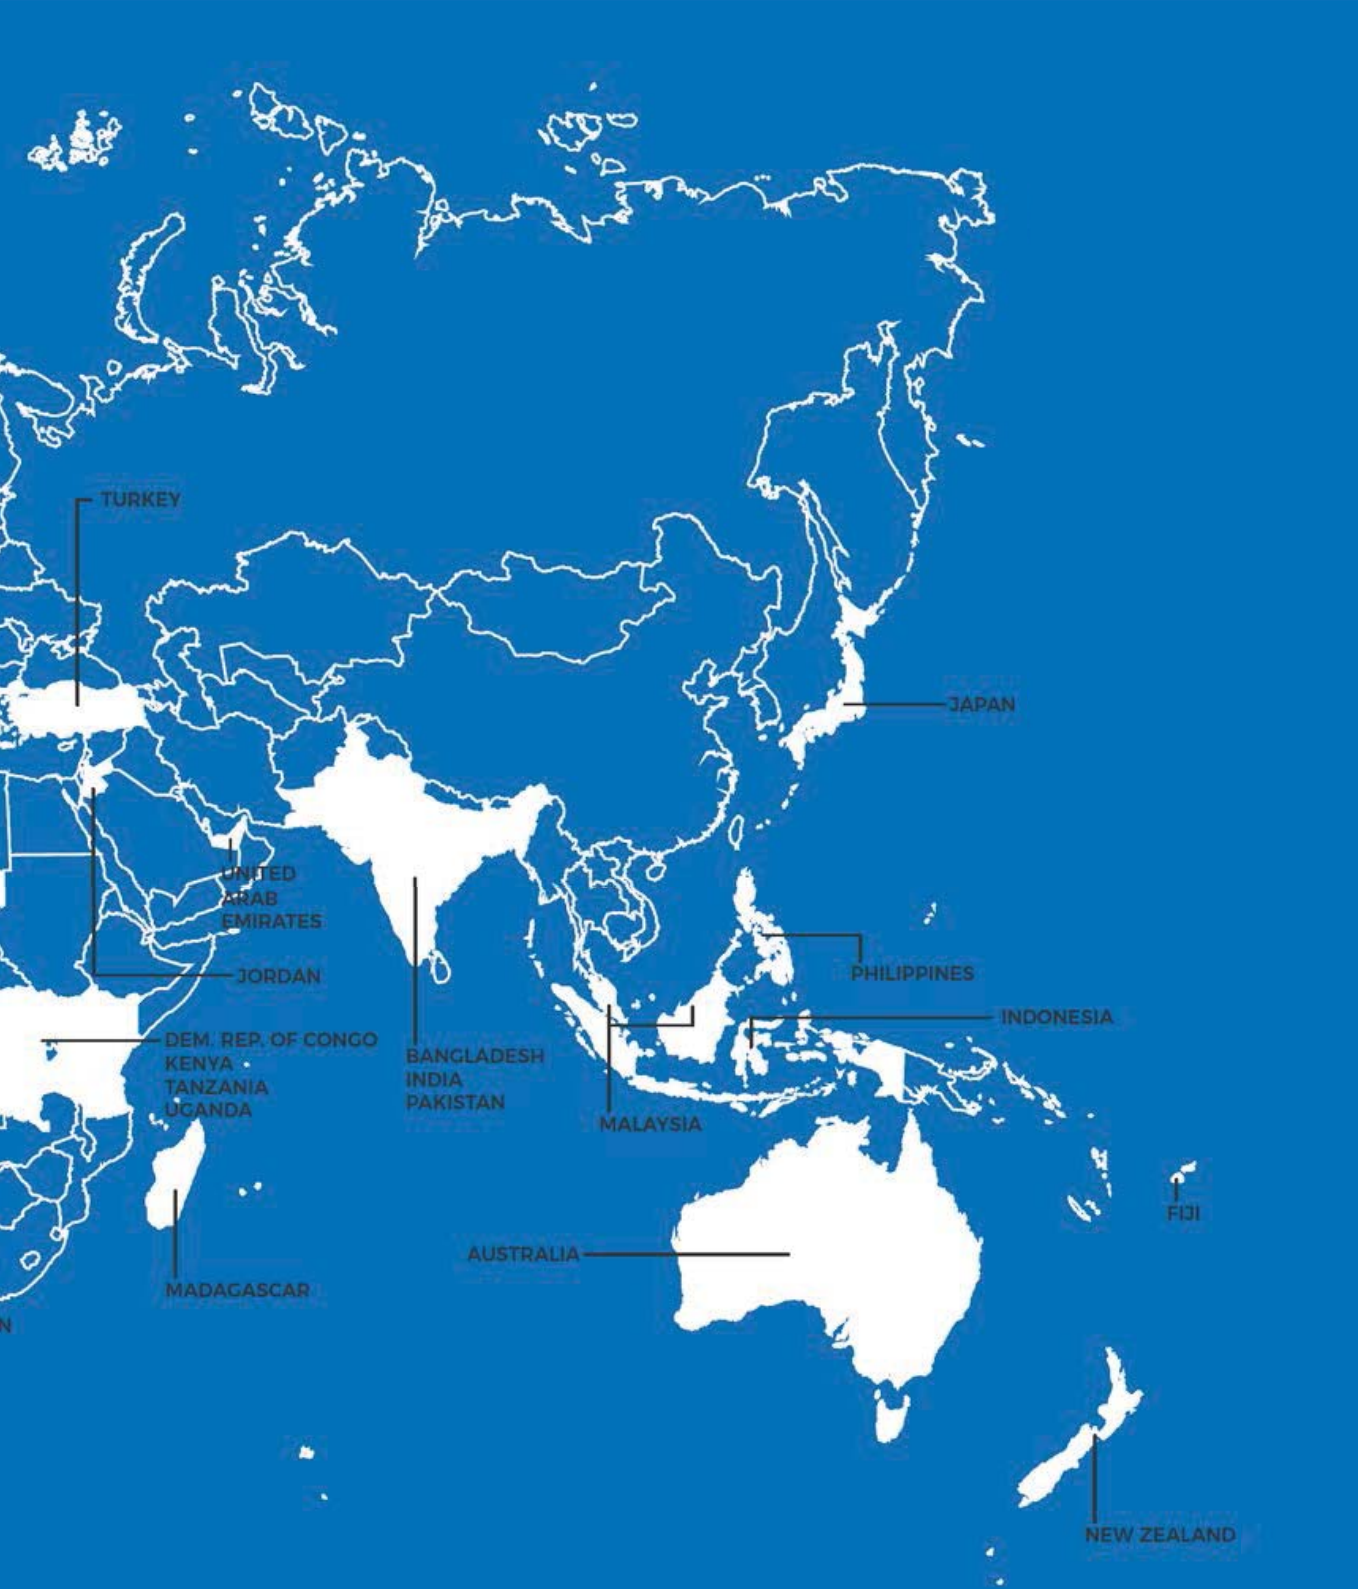 TURKEY
JAPAN
UNITED
ARAB
EMIRATES
PHILIPPINES
JORDAN
INDONESIA
DEM. REP. OF CONGO
KENYA
TANZANIA
UGANDA
BANGLADESH
INDIA
PAKISTAN
MALAYSIA
FIJI
AUSTRALIA
MADAGASCAR
N
NEW ZEALAND